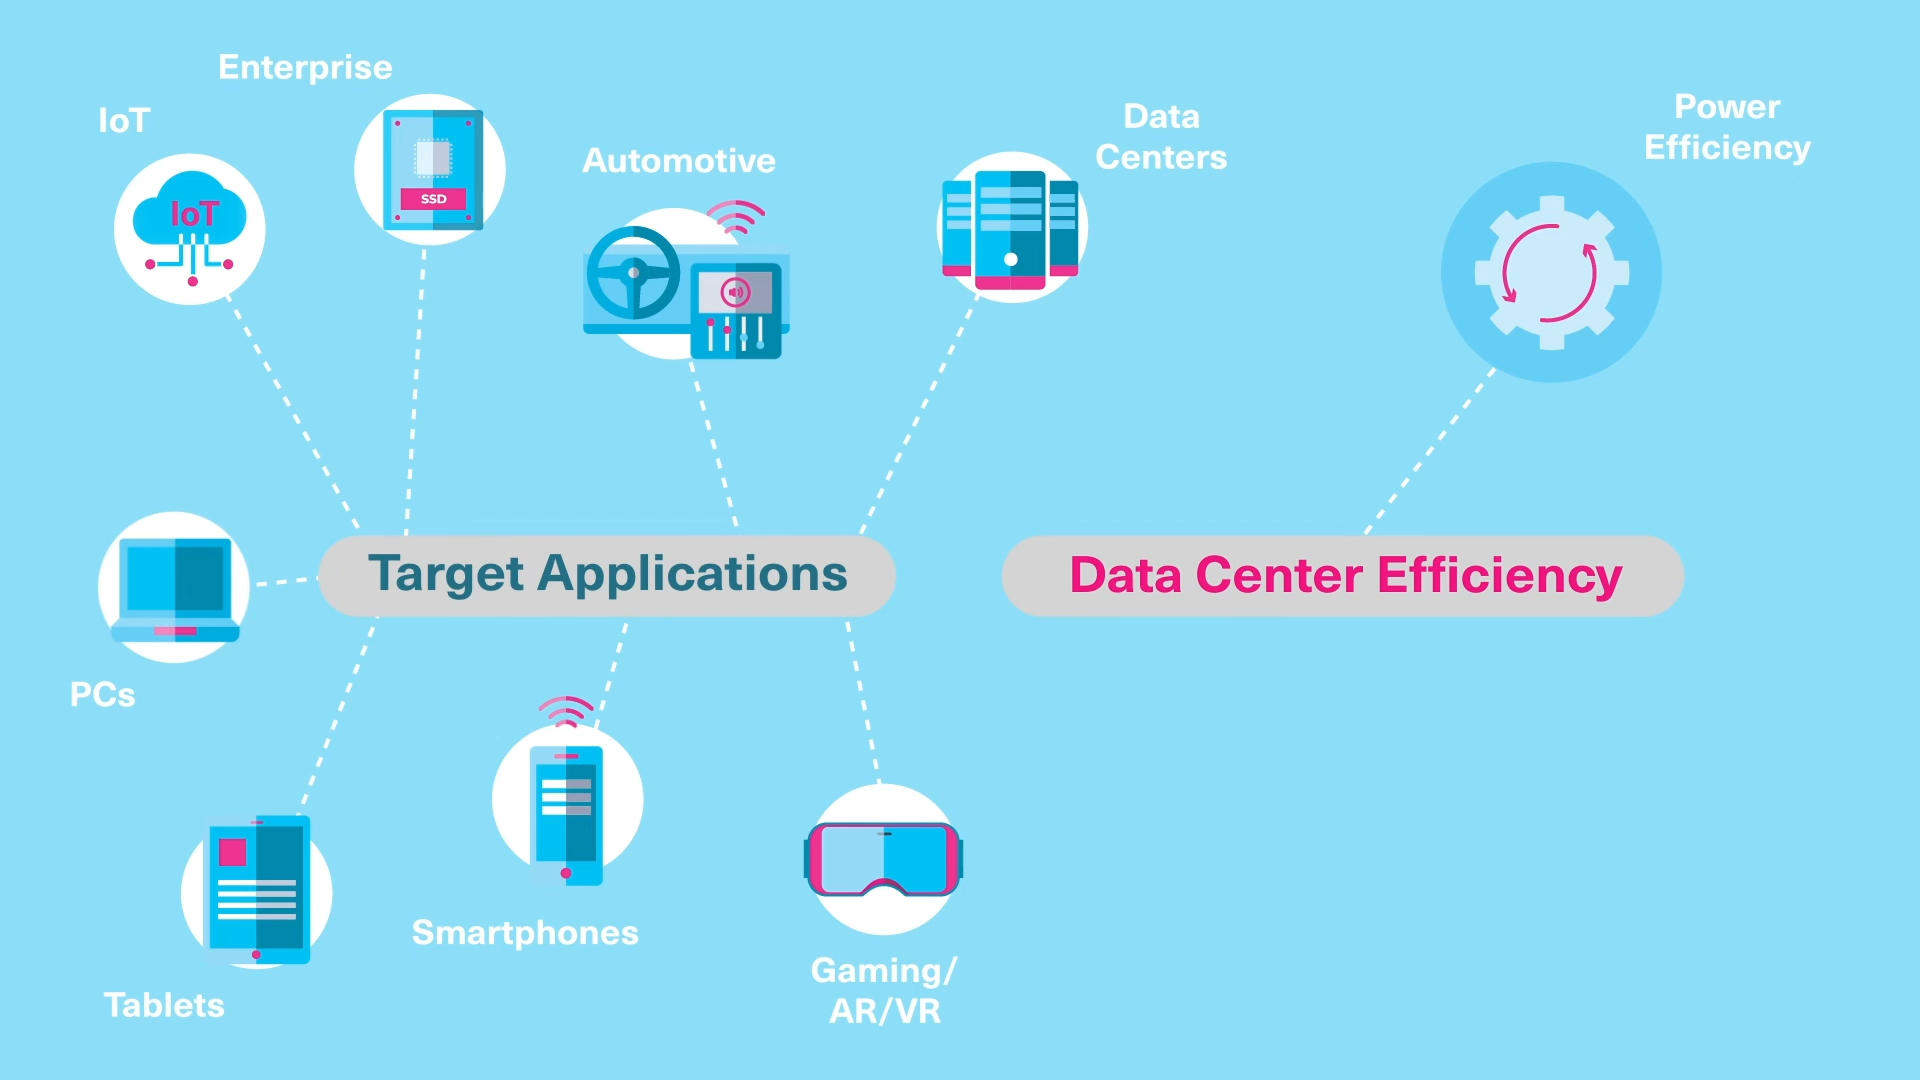 Enterprise
IoT
IoT
SSD
Automotive
Data
Centers
Power
Efficiency
Target Applications
Data Center Efficiency
PCs
Smartphones
Tablets
Gaming/
AR/VR